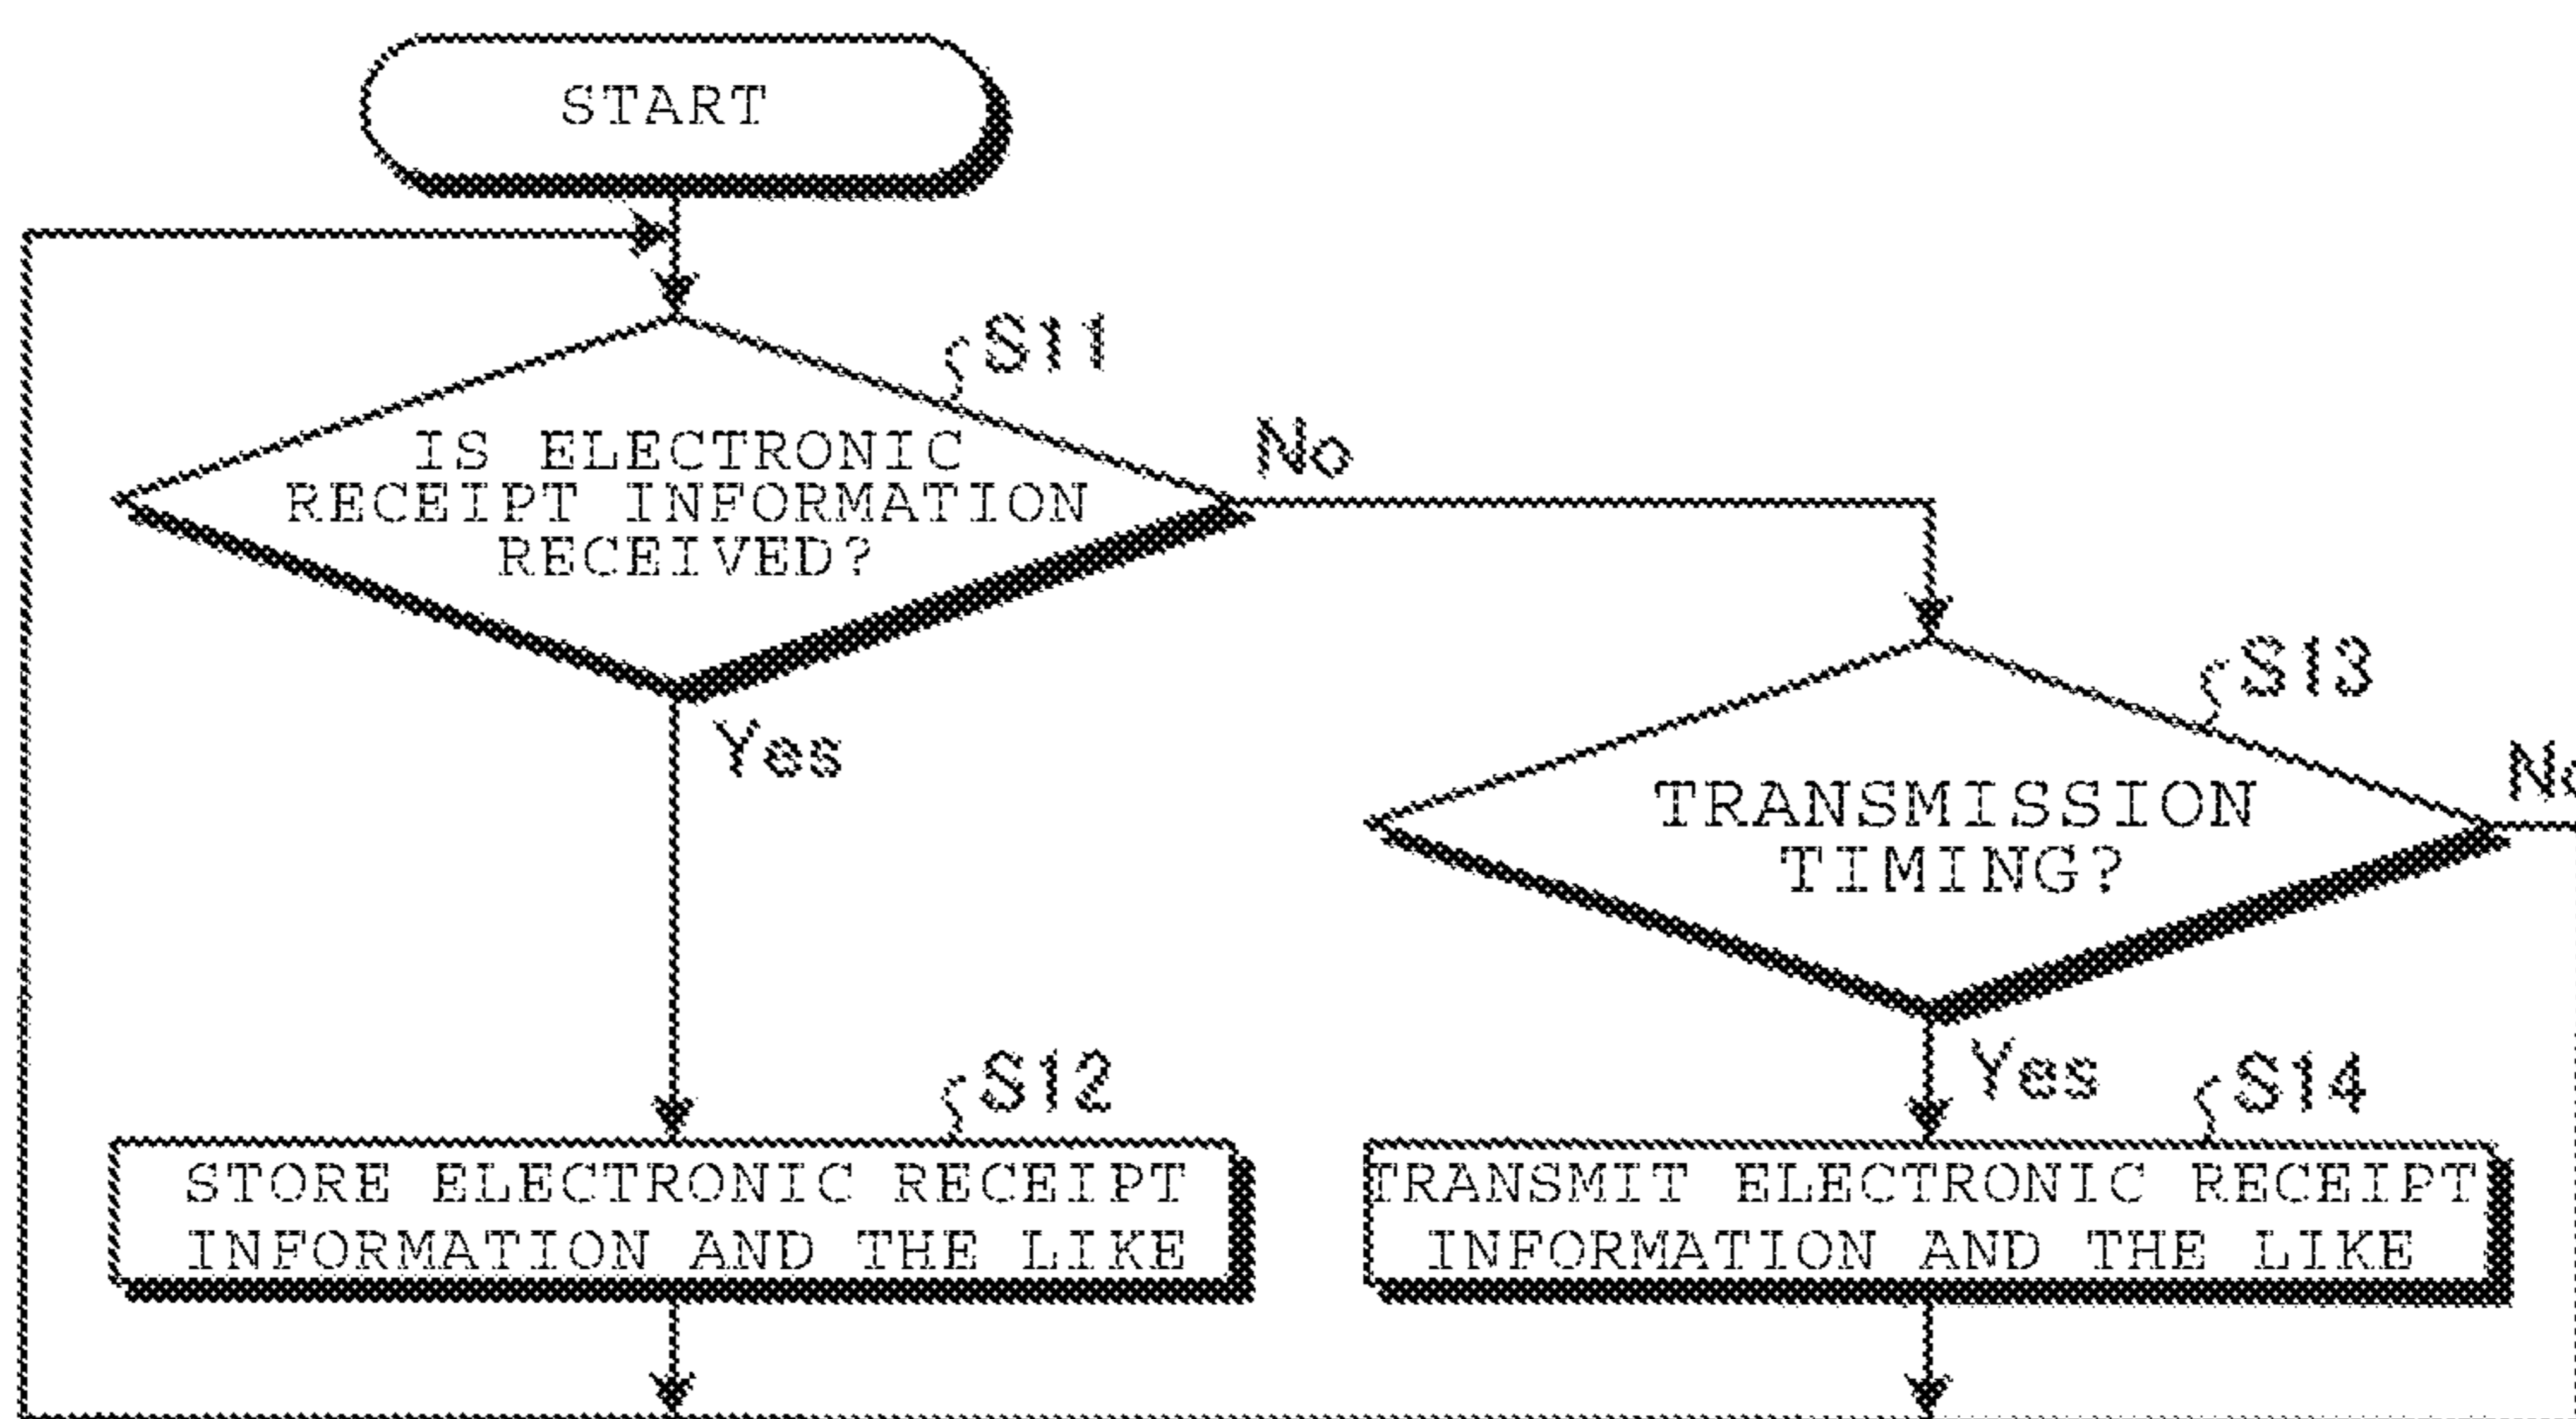 START
S11
IS ELECTRONIC
RECEIPT INFORMATION
RECEIVED?
No
Yes
S13
TRANSMISSION
TIMING?
No
Yes
S12
STORE ELECTRONIC RECEIPT
INFORMATION AND THE LIKE
S14
TRANSMIT ELECTRONIC RECEIPT
INFORMATION AND THE LIKE